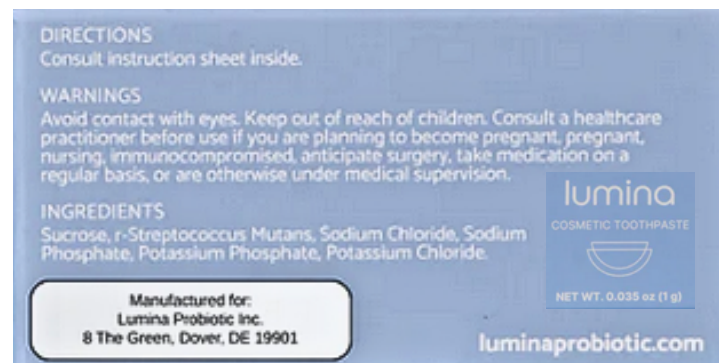 DIRECTIONS
Consult instruction sheet inside.
WARNINGS
Avoid contact with eyes. Keep out of reach of children. Consult a healthcare
practitioner before use if you are planning to become pregnant, pregnant,
nursing, immunocompromised, anticipate surgery, take medication on a
regular basis, or are otherwise under medical supervision.
INGREDIENTS
Sucrose, r-Streptococcus Mutans, Sodium Chloride, Sodium
Phosphate, Potassium Phosphate, Potassium Chloride.
lumina
COSMETIC TOOTHPASTE
NET WT. 0.035 oz (1 g)
Manufactured for:
Lumina Probiotic Inc.
8 The Green, Dover, DE 19901
luminaprobiotic.com